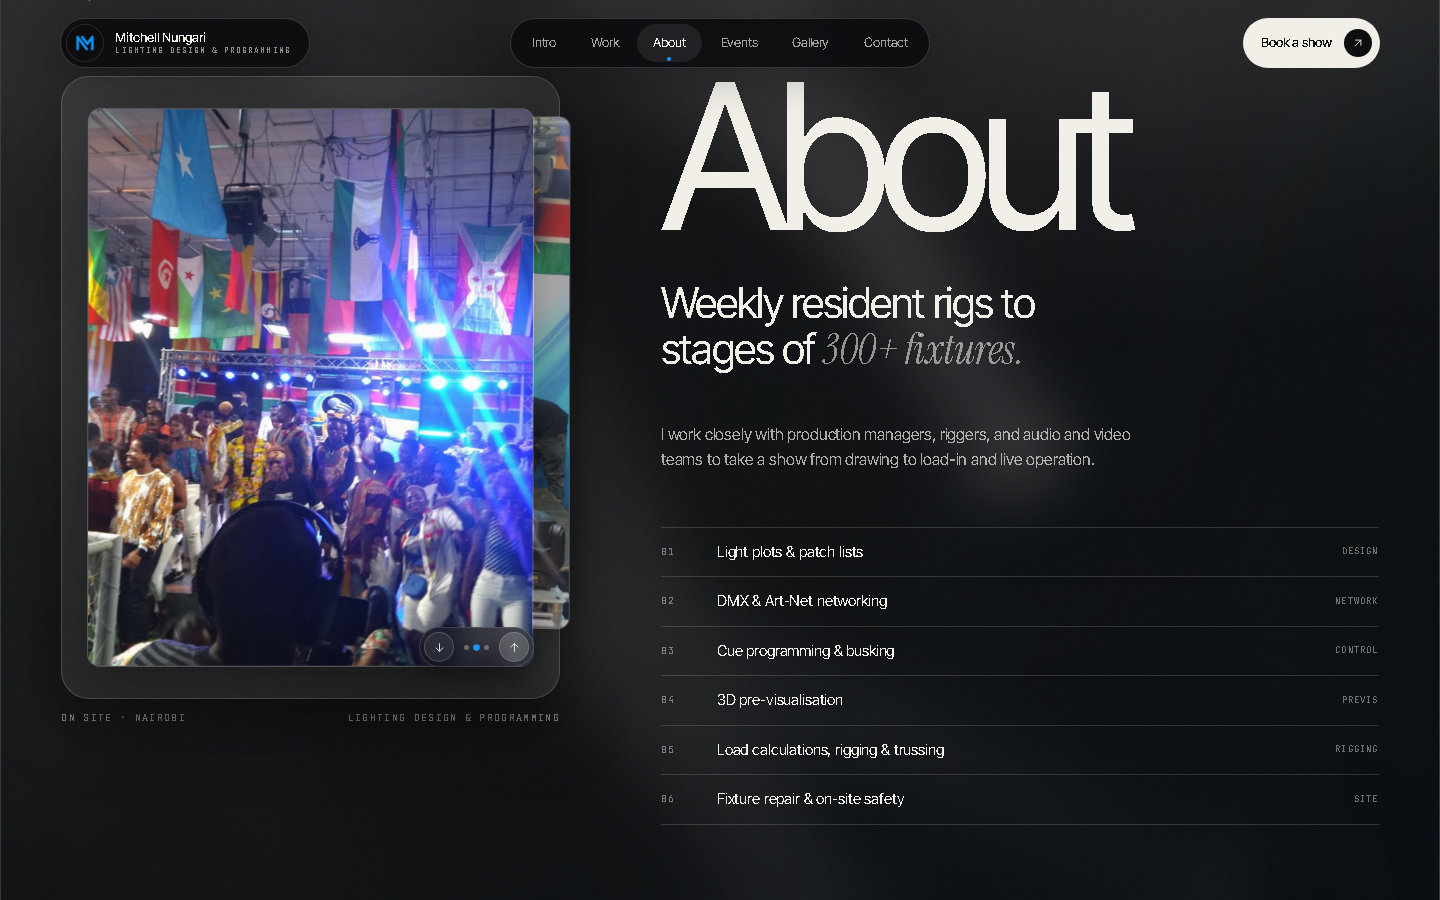 Mitchell Nungari
LIGHTING DESIGN & PROGRAMMING
Intro
Work
About
Events
Gallery
Contact
Book a show
About
Weekly resident rigs to
stages of 300+ fixtures.
I work closely with production managers, riggers, and audio and video
teams to take a show from drawing to load-in and live operation.
01 Light plots & patch lists DESIGN
02 DMX & Art-Net networking NETWORK
03 Cue programming & busking CONTROL
04 3D pre-visualisation PREVIS
05 Load calculations, rigging & trussing RIGGING
06 Fixture repair & on-site safety SITE
ON SITE · NAIROBI
LIGHTING DESIGN & PROGRAMMING